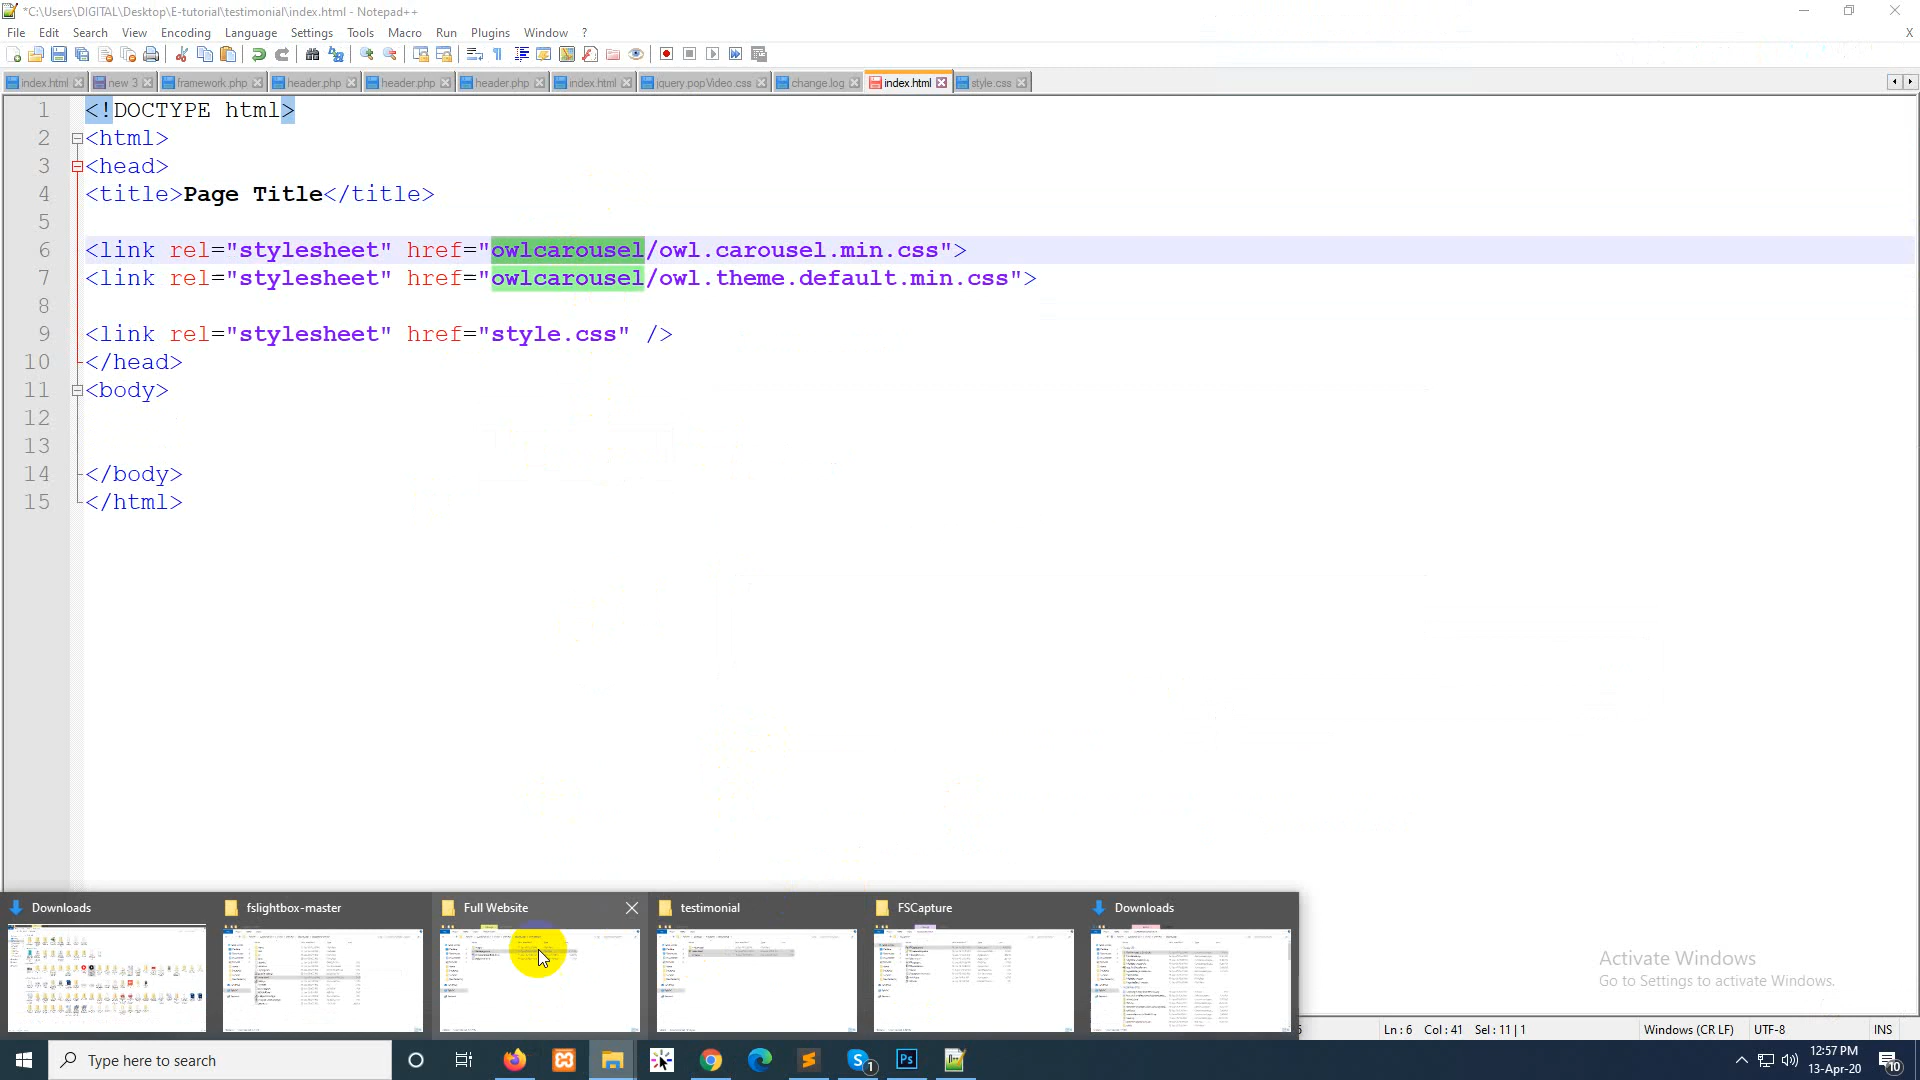 *C:\Users\DIGITAL\Desktop\E-tutorial\testimonial\index.html - Notepad++
File Edit Search View Encoding Language Settings Tools Macro Run Plugins Window ? X
index.html new 3 framework.php header.php header.php header.php index.html jquery.popVideo.css change.log index.html style.css
1 <!DOCTYPE html>
2 <html>
3 <head>
4 <title>Page Title</title>
5
6 <link rel="stylesheet" href="owlcarousel/owl.carousel.min.css">
7 <link rel="stylesheet" href="owlcarousel/owl.theme.default.min.css">
8
9 <link rel="stylesheet" href="style.css" />
10 </head>
11 <body>
12
13
14 </body>
15 </html>
Downloads fslightbox-master Full Website testimonial FSCapture Downloads
Activate Windows
Go to Settings to activate Windows.
Ln : 6 Col : 41 Sel : 11 | 1 Windows (CR LF) UTF-8 INS
Type here to search
1
Ps
12:57 PM
13-Apr-20
10